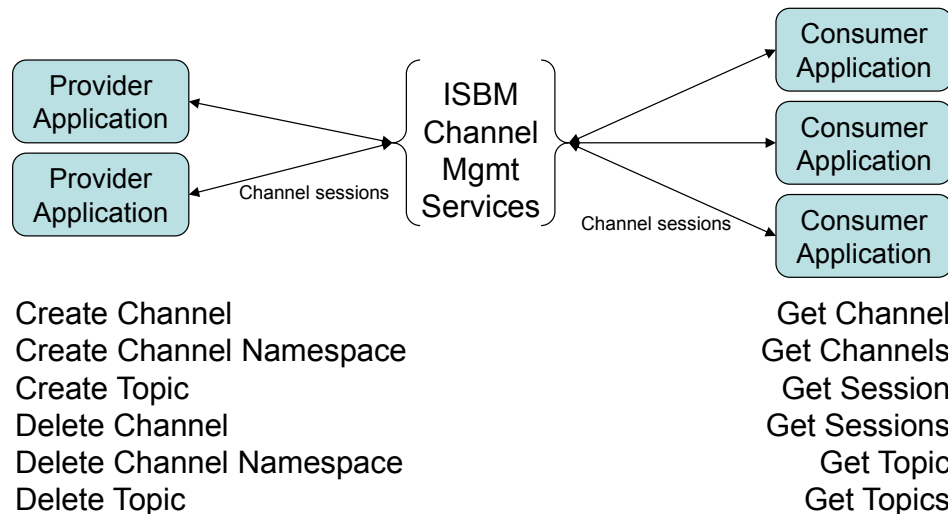 Provider
Application
Provider
Application
Channel sessions
ISBM
Channel
Mgmt
Services
Channel sessions
Consumer
Application
Consumer
Application
Consumer
Application
Create Channel
Create Channel Namespace
Create Topic
Delete Channel
Delete Channel Namespace
Delete Topic
Get Channel
Get Channels
Get Session
Get Sessions
Get Topic
Get Topics